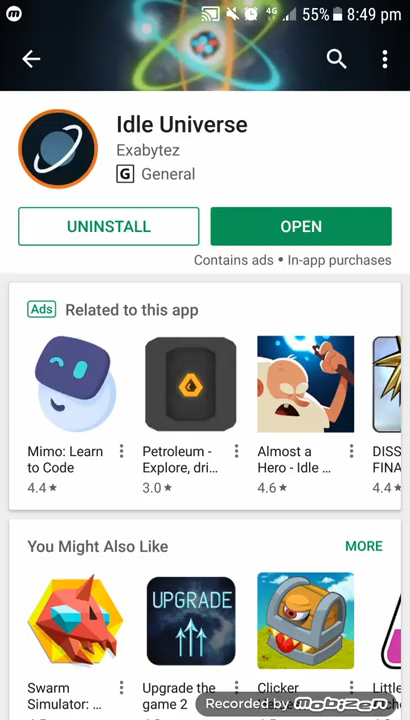 4G 55% 8:49 pm
Idle Universe
Exabytez
G General
UNINSTALL
OPEN
Contains ads • In-app purchases
Ads Related to this app
Mimo: Learn
to Code
4.4★
Petroleum -
Explore, dri...
3.0★
Almost a
Hero - Idle ...
4.6★
DISS
FINA
4.4★
You Might Also Like
MORE
UPGRADE
Swarm
Simulator: ...
Upgrade the
game 2
Clicker
Little
Recorded by mobizen